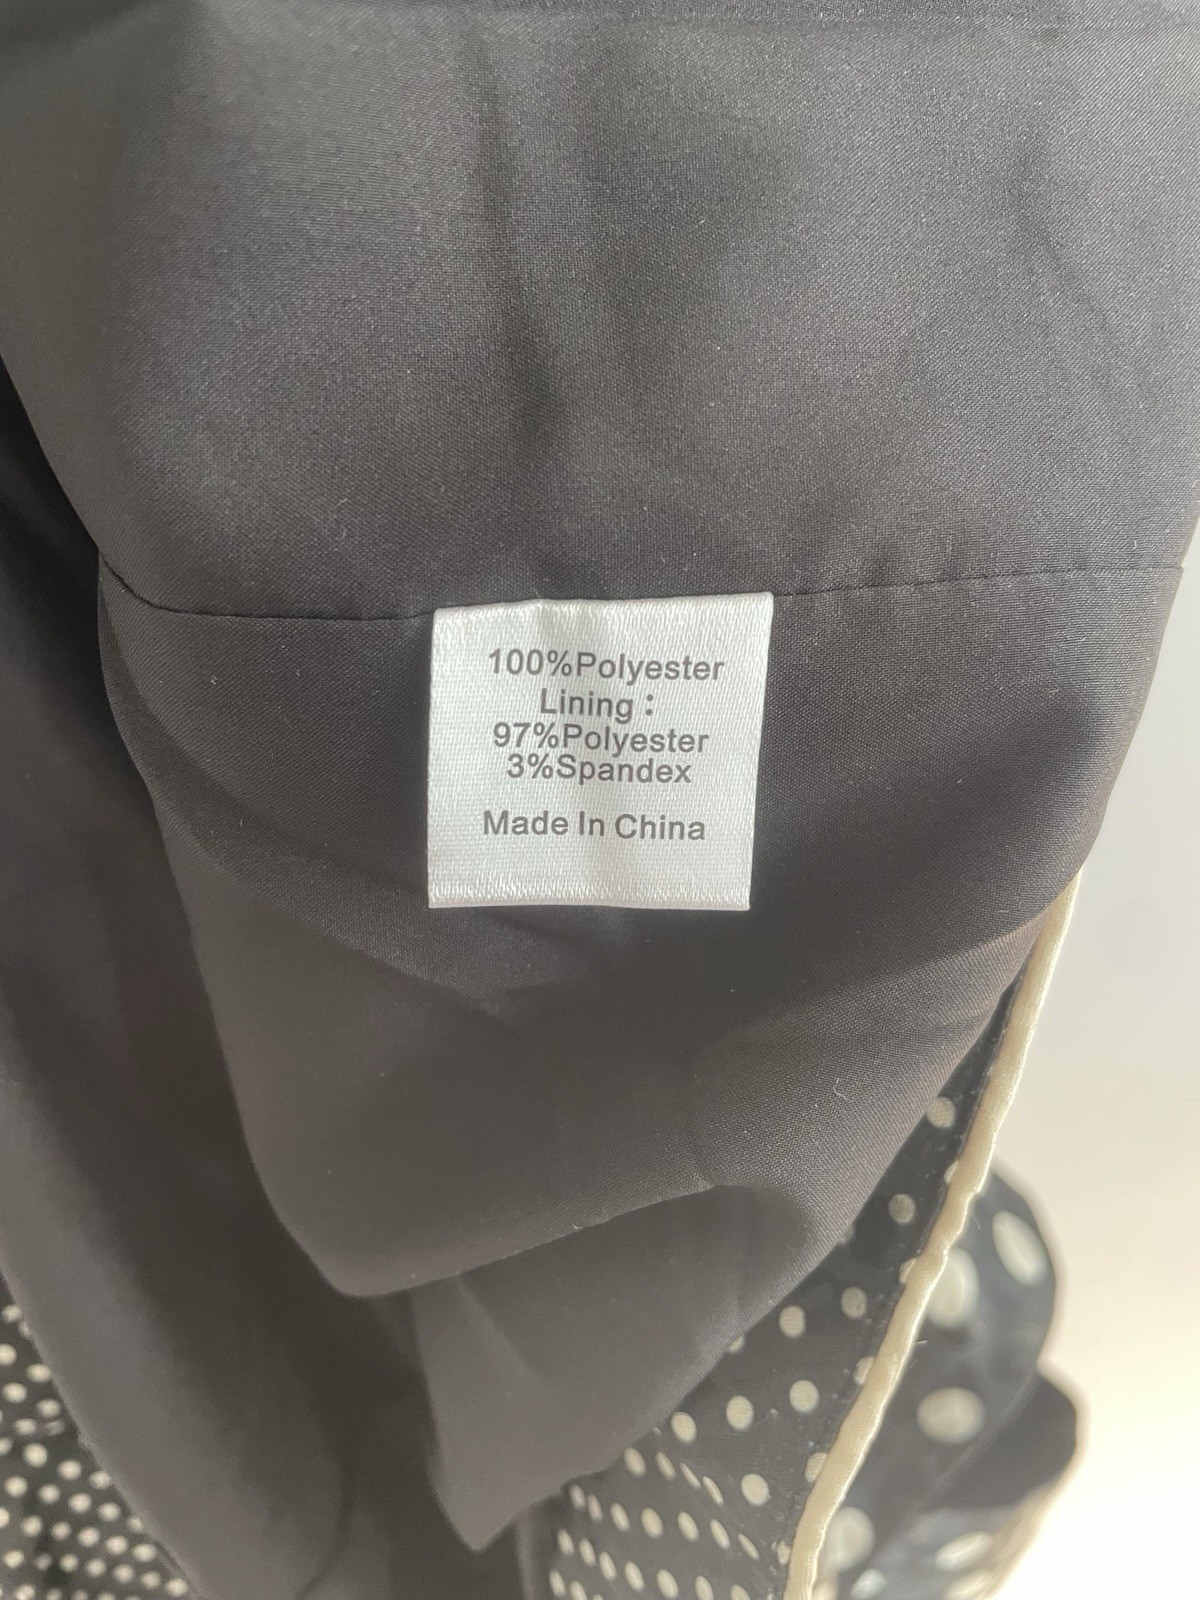 100%Polyester
Lining：
97%Polyester
3%Spandex
Made In China